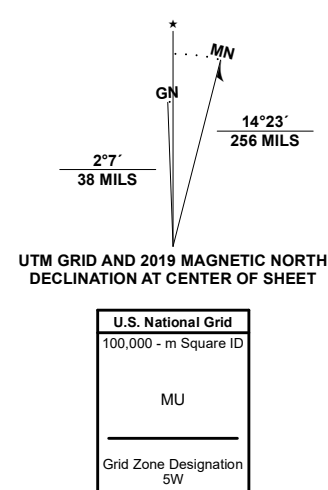 ★
MN
GN
14°23´
256 MILS
2°7´
38 MILS
UTM GRID AND 2019 MAGNETIC NORTH
DECLINATION AT CENTER OF SHEET
U.S. National Grid
100,000 - m Square ID
MU
Grid Zone Designation
5W